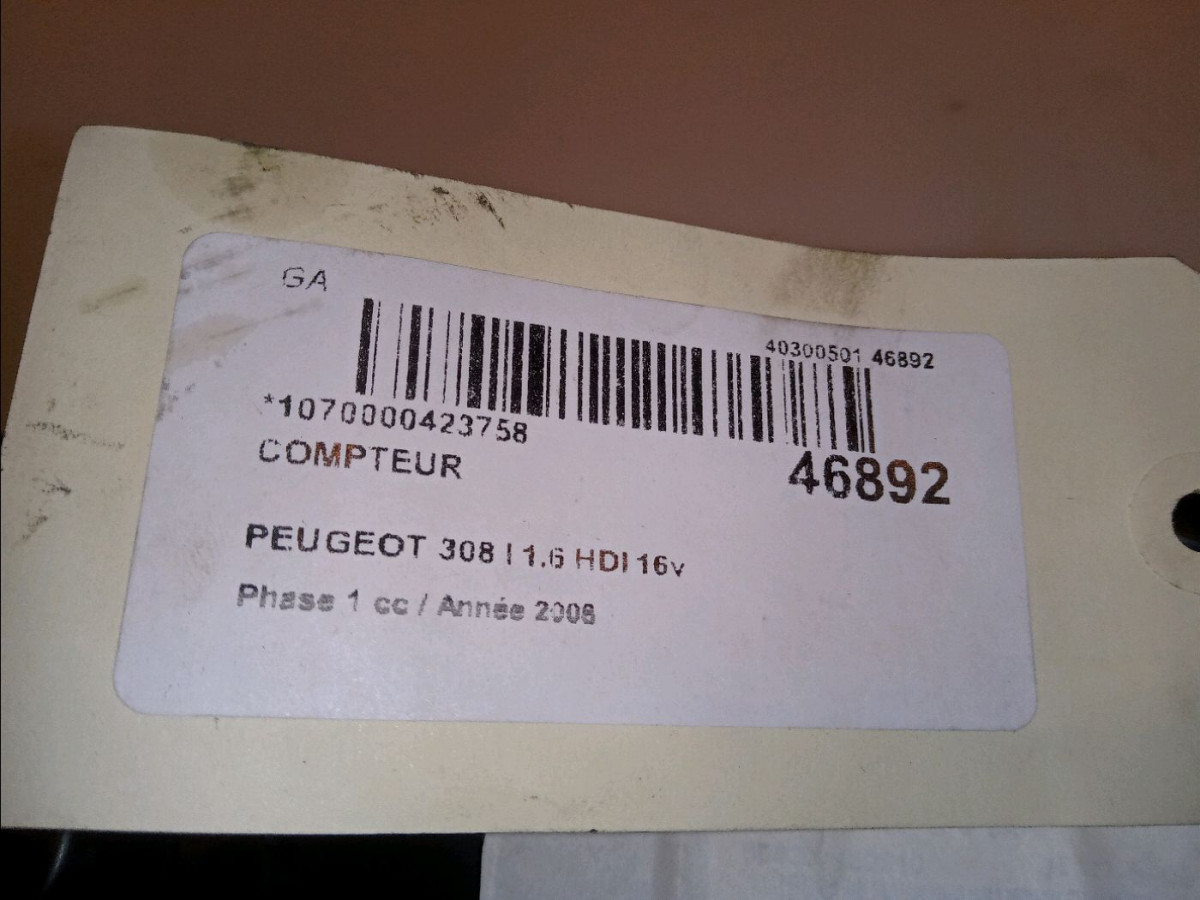 GA
40300501 46892
*1070000423758
COMPTEUR
46892
PEUGEOT 308 I 1.6 HDI 16v
Phase 1 cc / Année 2008